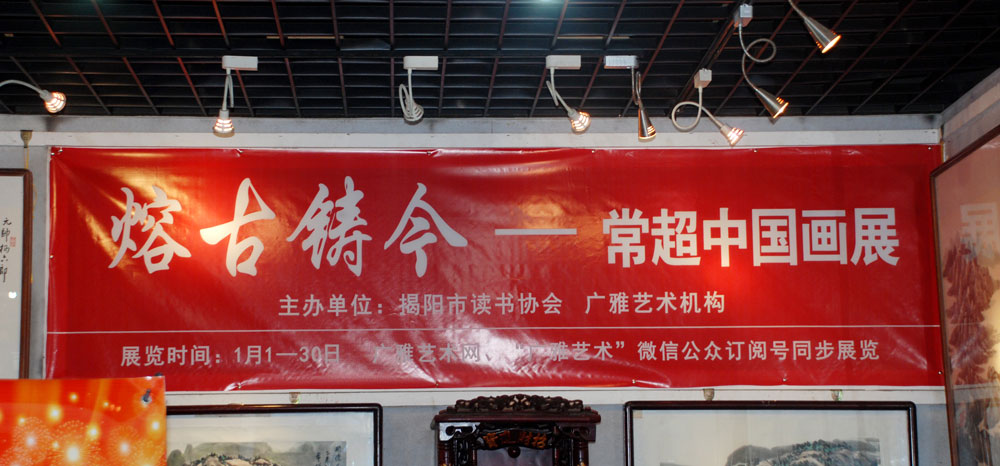 熔古铸今——常超中国画展
主办单位：揭阳市读书协会 广雅艺术机构
展览时间：1月1—30日 广雅艺术网、“广雅艺术”微信公众订阅号同步展览